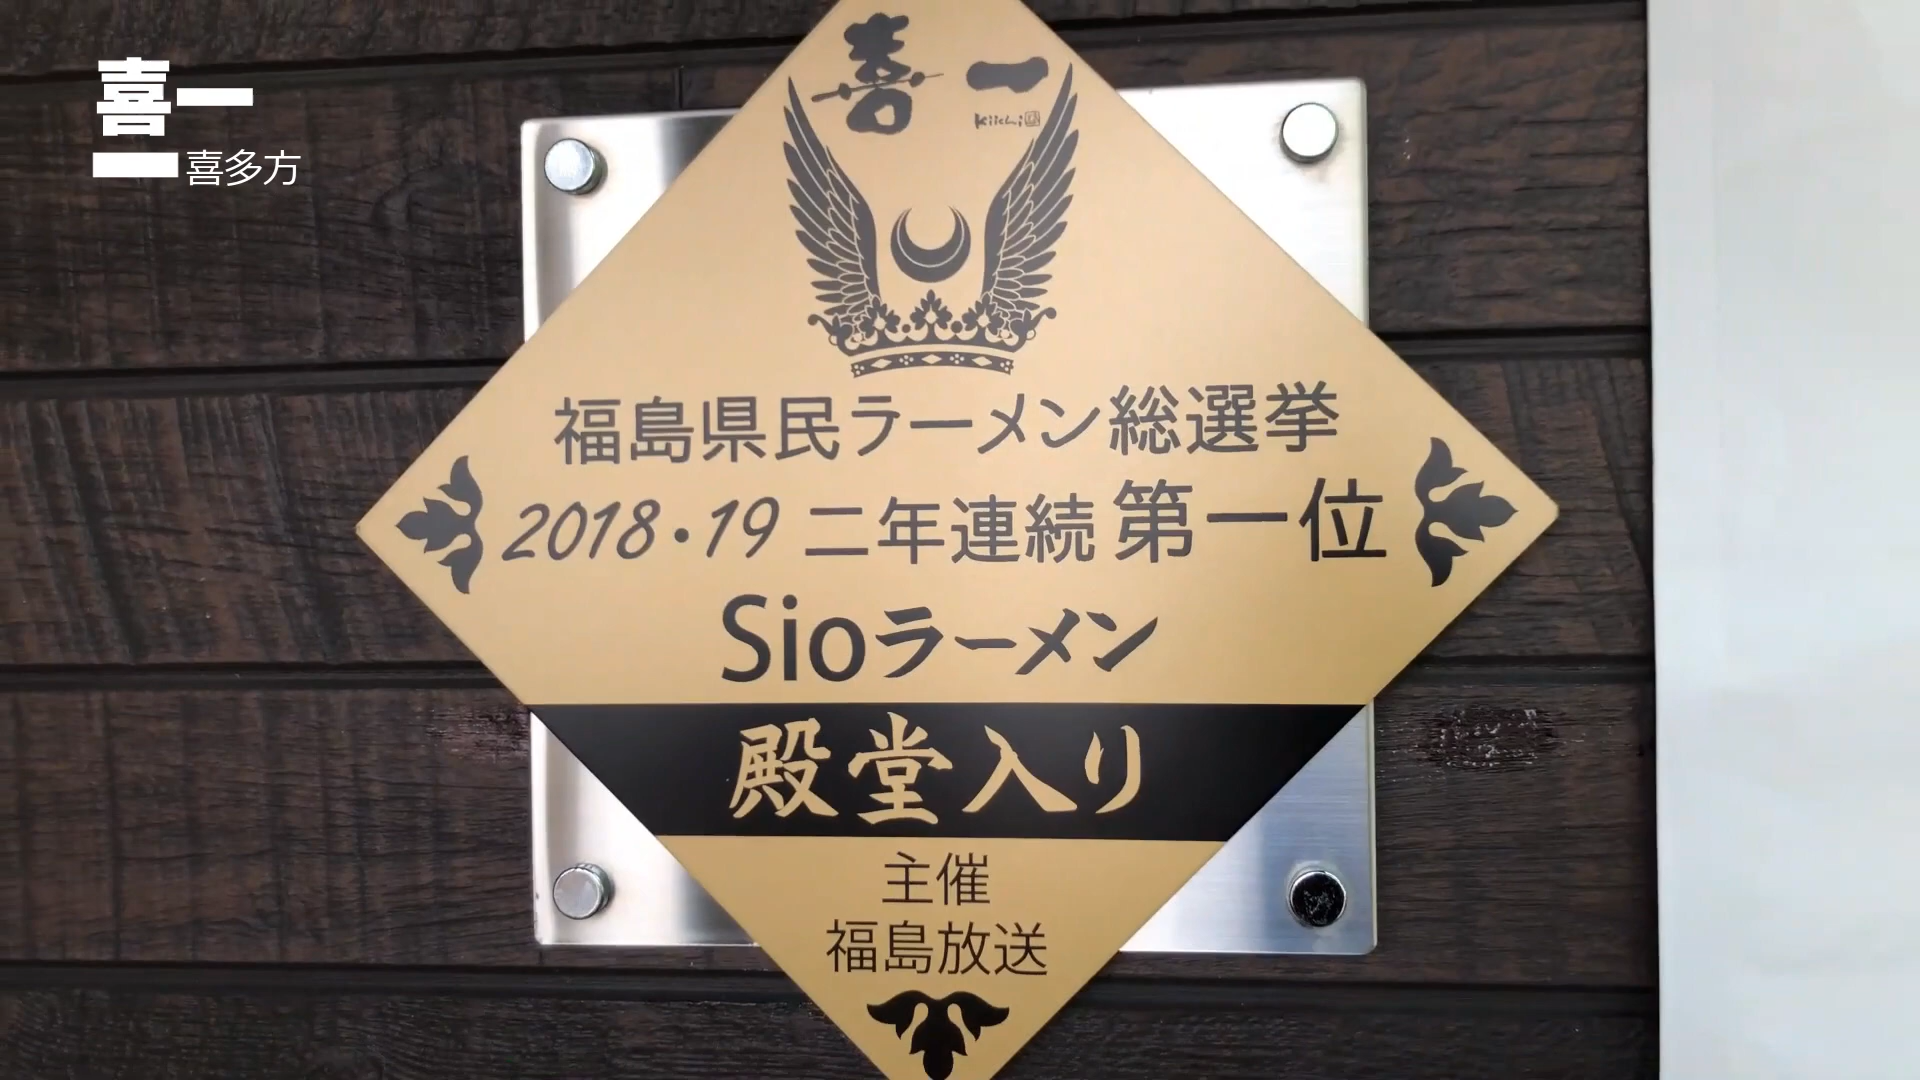 喜一
喜多方
喜一
Kiichi
福島県民ラーメン総選挙
2018・19 二年連続 第一位
Sioラーメン
殿堂入り
主催
福島放送